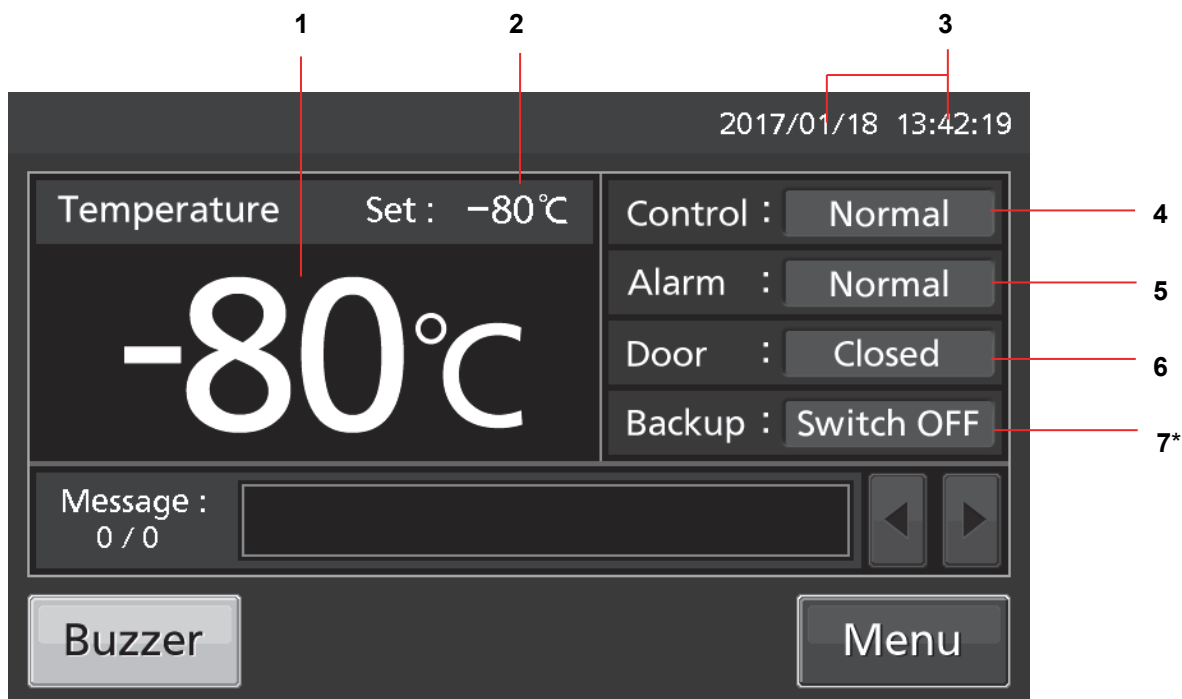 1 2 3
2017/01/18 13:42:19
Temperature Set : −80℃
-80℃
Control : Normal 4
Alarm : Normal 5
Door : Closed 6
Backup : Switch OFF 7*
Message :
0 / 0
Buzzer Menu